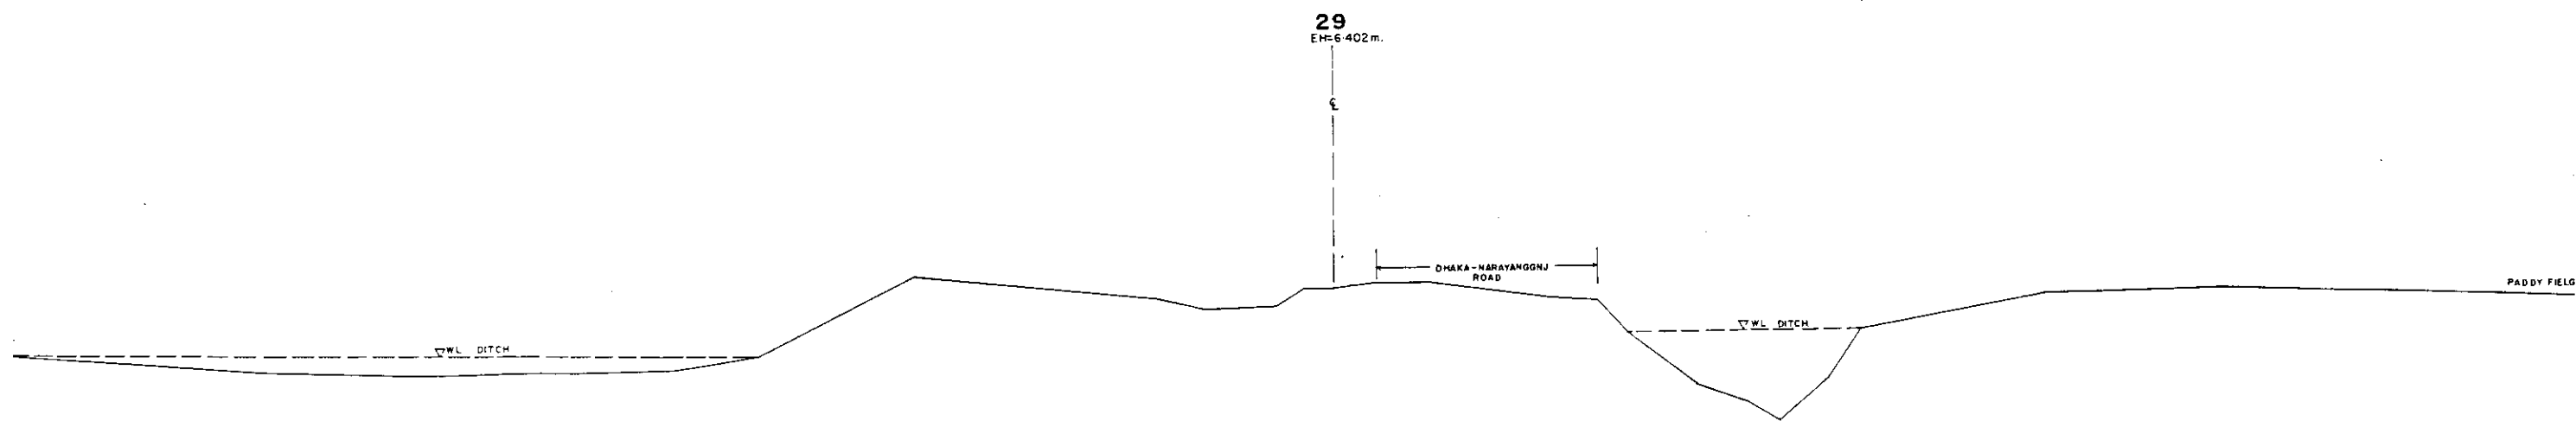 29
EH=6·402m.
℄
DHAKA-NARAYANGGNJ
ROAD
PADDY FIELG
WL DITCH
WL DITCH